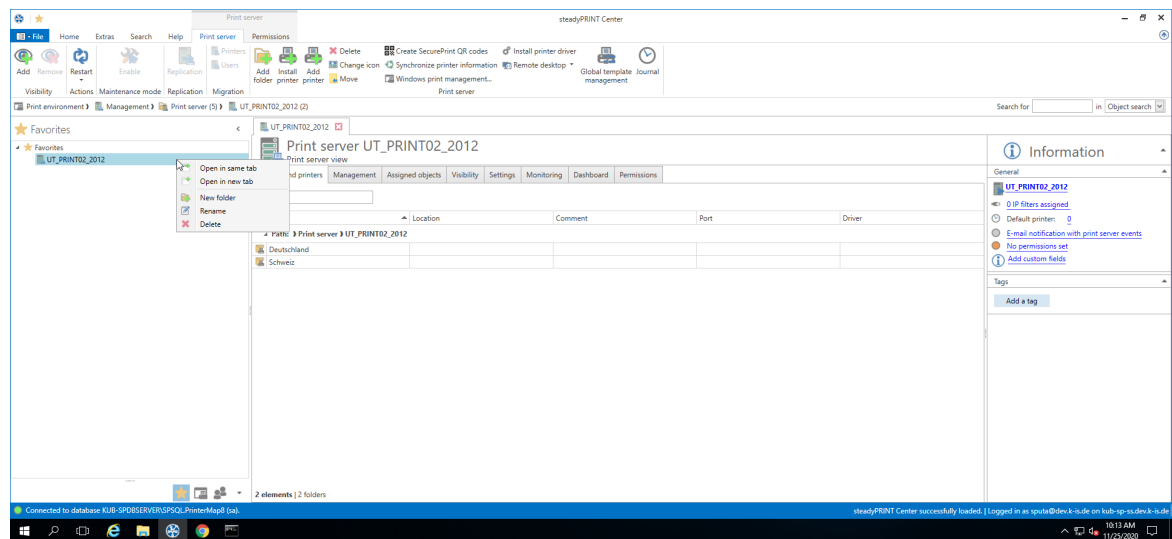 Print server
steadyPRINT Center
File Home Extras Search Help Print server Permissions
Add Remove Restart Enable Replication Printers Users
Add folder Install printer Add printer Delete Change icon Move
Create SecurePrint QR codes Install printer driver
Synchronize printer information Remote desktop
Windows print management...
Global template management Journal
Visibility Actions Maintenance mode Replication Migration Print server
Print environment Management Print server (5) UT_PRINT02_2012 (2)
Search for in Object search
Favorites
Favorites
UT_PRINT02_2012
Open in same tab
Open in new tab
New folder
Rename
Delete
UT_PRINT02_2012
Print server UT_PRINT02_2012
Print server view
nd printers Management Assigned objects Visibility Settings Monitoring Dashboard Permissions
Location Comment Port Driver
Path: Print server UT_PRINT02_2012
Deutschland
Schweiz
2 elements | 2 folders
Information
General
UT_PRINT02_2012
0 IP filters assigned
Default printer: 0
E-mail notification with print server events
No permissions set
Add custom fields
Tags
Add a tag
Connected to database KUB-SPDBSERVER\SPSQL.PrinterMap8 (sa).
steadyPRINT Center successfully loaded. | Logged in as sputa@dev.k-is.de on kub-sp-ss.dev.k-is.de
10:13 AM
11/25/2020